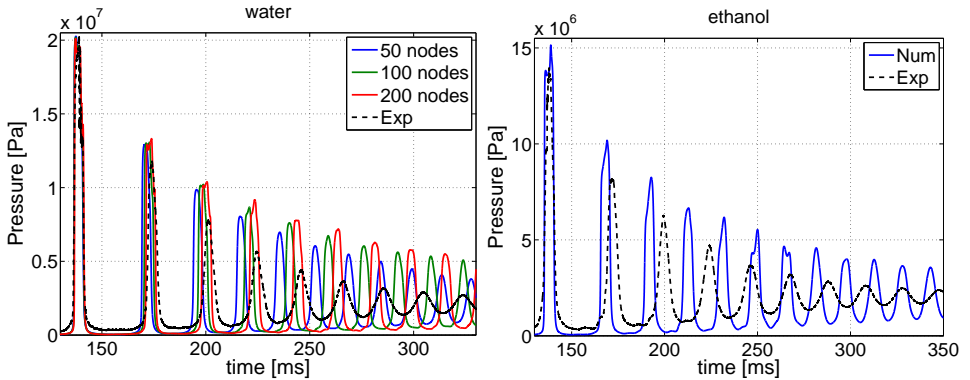 water
x 10^7
2
1.5
1
0.5
0
Pressure [Pa]
150
200
250
300
time [ms]
50 nodes
100 nodes
200 nodes
Exp
ethanol
x 10^6
15
10
5
0
Pressure [Pa]
150
200
250
300
350
time [ms]
Num
Exp